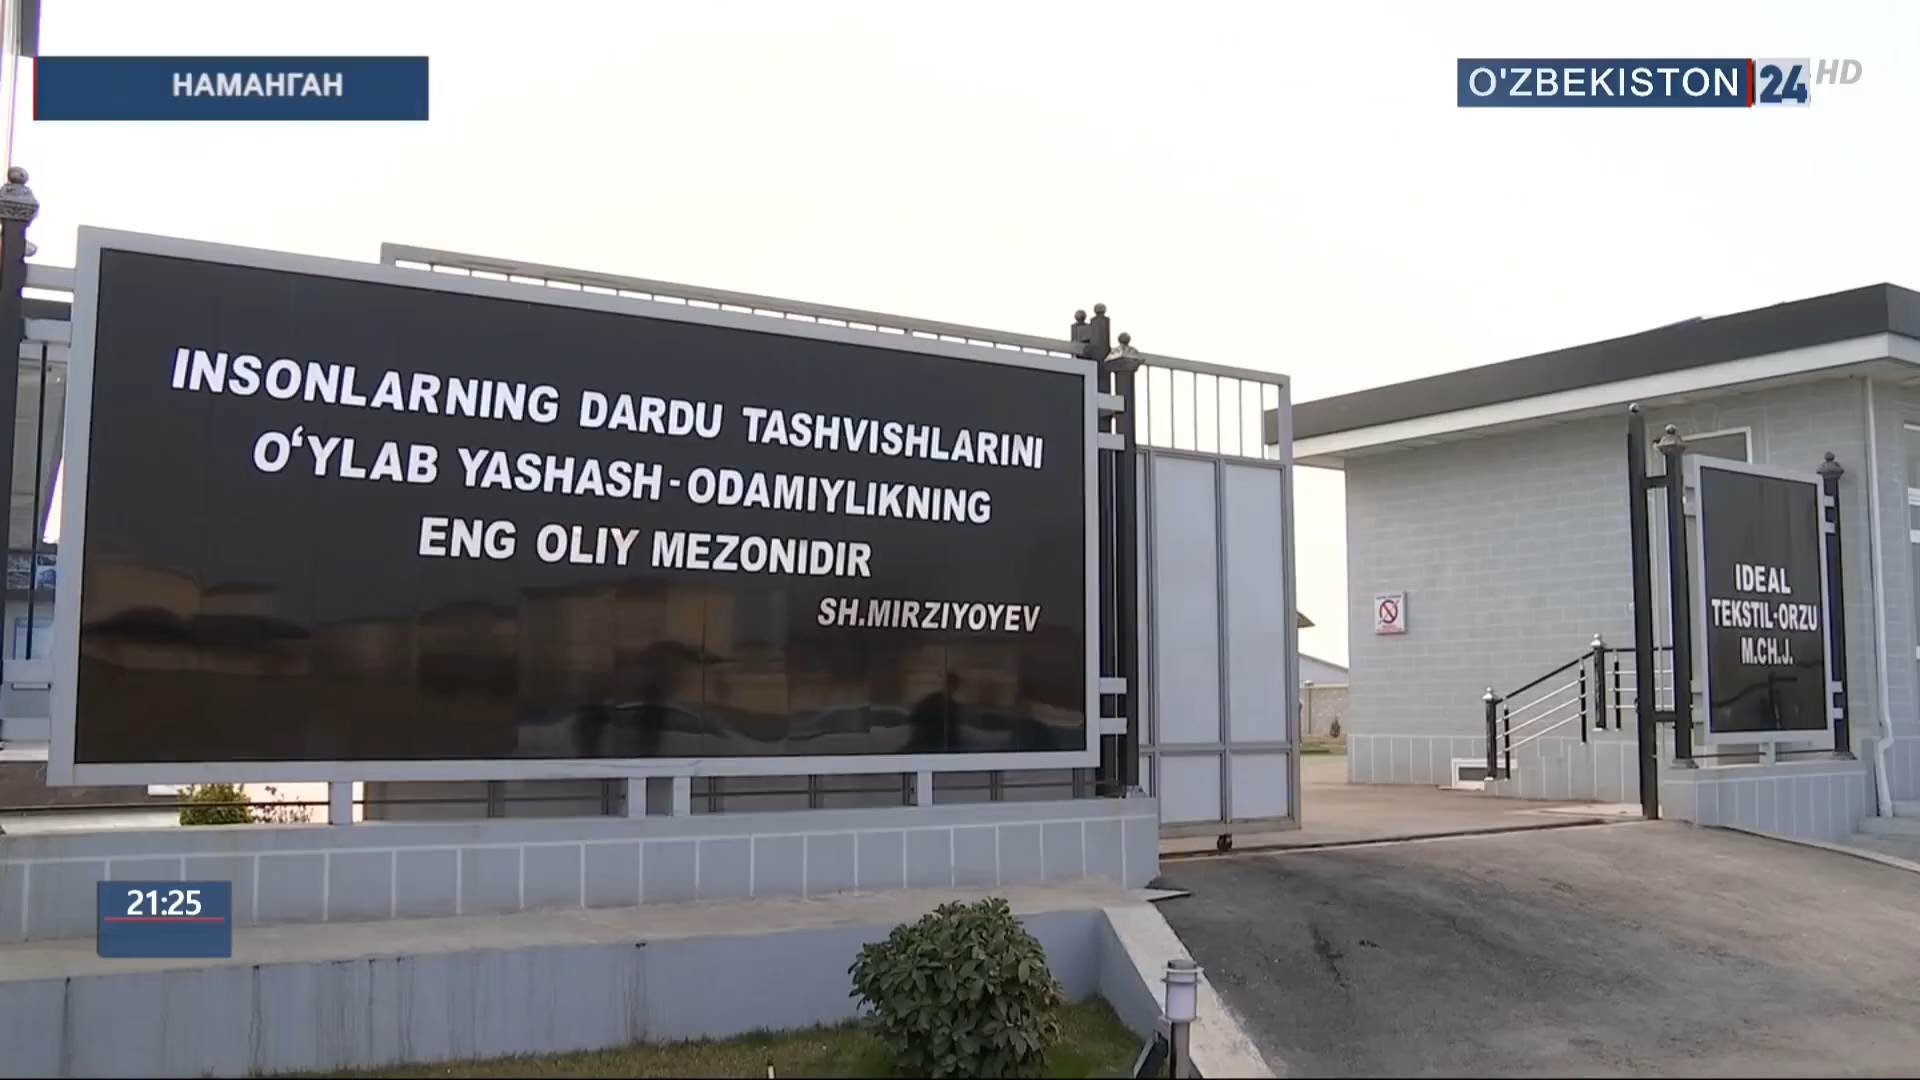 НАМАНГАН
O'ZBEKISTON 24 HD
INSONLARNING DARDU TASHVISHLARINI
O‘YLAB YASHASH-ODAMIYLIKNING
ENG OLIY MEZONIDIR
SH.MIRZIYOYEV
IDEAL
TEKSTIL-ORZU
M.CH.J.
21:25